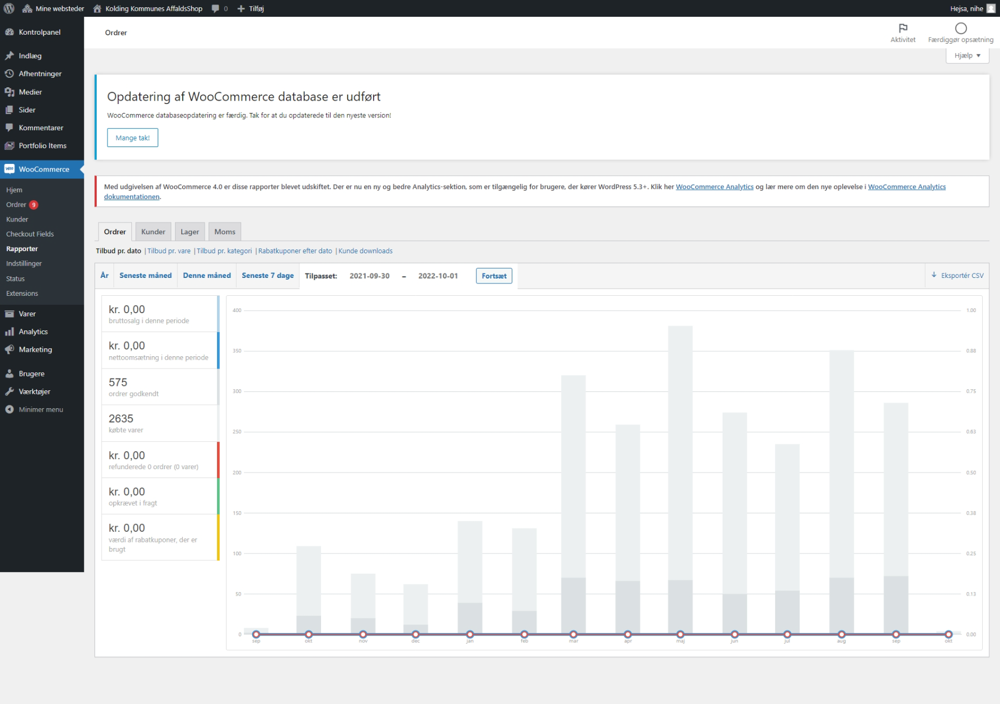 Mine websteder Kolding Kommunes AffaldsShop 0 Tilføj Hejsa, nihe
Kontrolpanel
Indlæg
Afhentninger
Medier
Sider
Kommentarer
Portfolio Items
WooCommerce
Hjem
Ordrer 9
Kunder
Checkout Fields
Rapporter
Indstillinger
Status
Extensions
Varer
Analytics
Marketing
Brugere
Værktøjer
Minimer menu
Ordrer
Aktivitet
Færdiggør opsætning
Hjælp
Opdatering af WooCommerce database er udført
WooCommerce databaseopdatering er færdig. Tak for at du opdaterede til den nyeste version!
Mange tak!
Med udgivelsen af WooCommerce 4.0 er disse rapporter blevet udskiftet. Der er nu en ny og bedre Analytics-sektion, som er tilgængelig for brugere, der kører WordPress 5.3+. Klik her WooCommerce Analytics og lær mere om den nye oplevelse i WooCommerce Analytics
dokumentationen.
Ordrer Kunder Lager Moms
Tilbud pr. dato | Tilbud pr. vare | Tilbud pr. kategori | Rabatkuponer efter dato | Kunde downloads
År Seneste måned Denne måned Seneste 7 dage Tilpasset: 2021-09-30 – 2022-10-01 Fortsæt Eksportér CSV
kr. 0,00
bruttosalg i denne periode
kr. 0,00
nettoomsætning i denne periode
575
ordrer godkendt
2635
købte varer
kr. 0,00
refunderede 0 ordrer (0 varer)
kr. 0,00
opkrævet i fragt
kr. 0,00
værdi af rabatkuponer, der er
brugt
400 1.00
350 0.88
300 0.75
250 0.63
200 0.50
150 0.38
100 0.25
50 0.13
0 0.00
sep okt nov dec jan feb mar apr maj jun jul aug sep okt